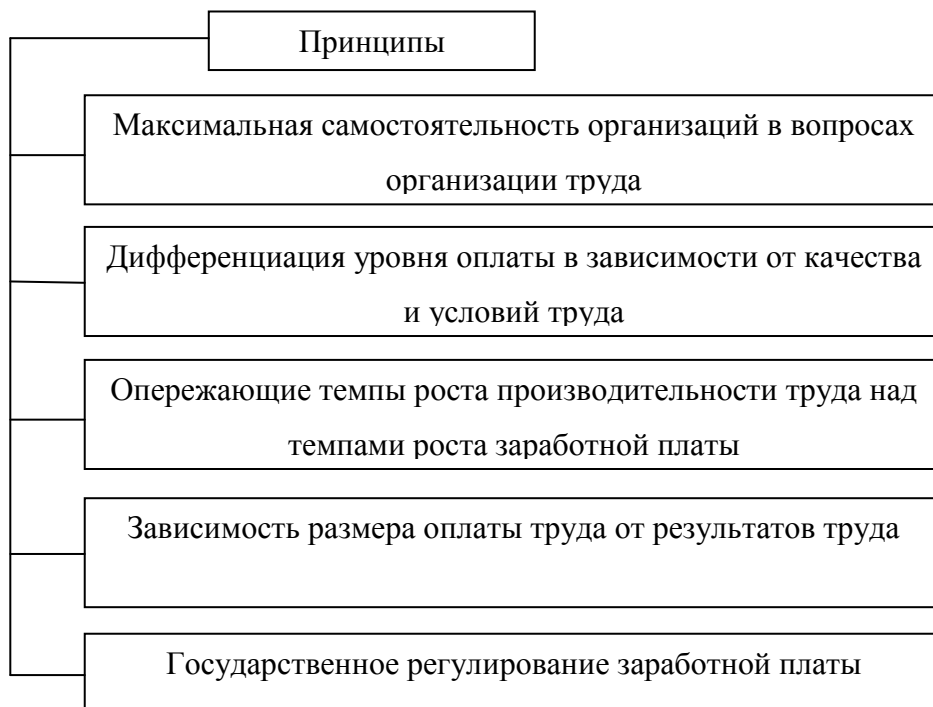 Принципы
Максимальная самостоятельность организаций в вопросах
организации труда
Дифференциация уровня оплаты в зависимости от качества
и условий труда
Опережающие темпы роста производительности труда над
темпами роста заработной платы
Зависимость размера оплаты труда от результатов труда
Государственное регулирование заработной платы